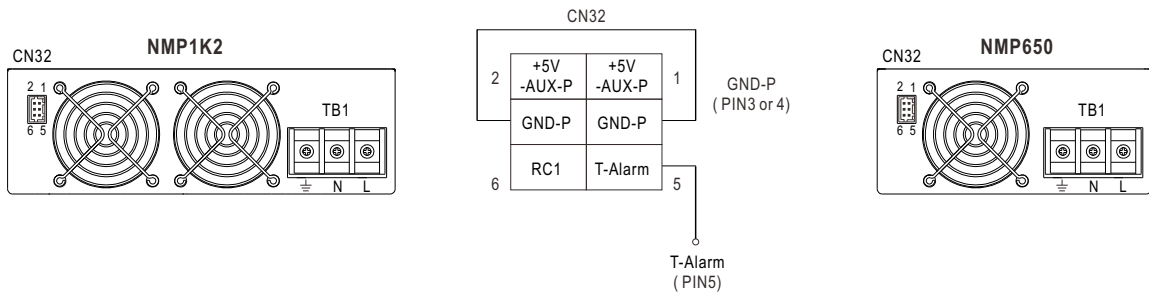 CN32
NMP1K2
CN32
2 1
6 5
TB1
N L
CN32
2
+5V
-AUX-P
+5V
-AUX-P
1
GND-P
GND-P
6
RC1
T-Alarm
5
GND-P
( PIN3 or 4)
T-Alarm
( PIN5)
NMP650
CN32
2 1
6 5
TB1
N L